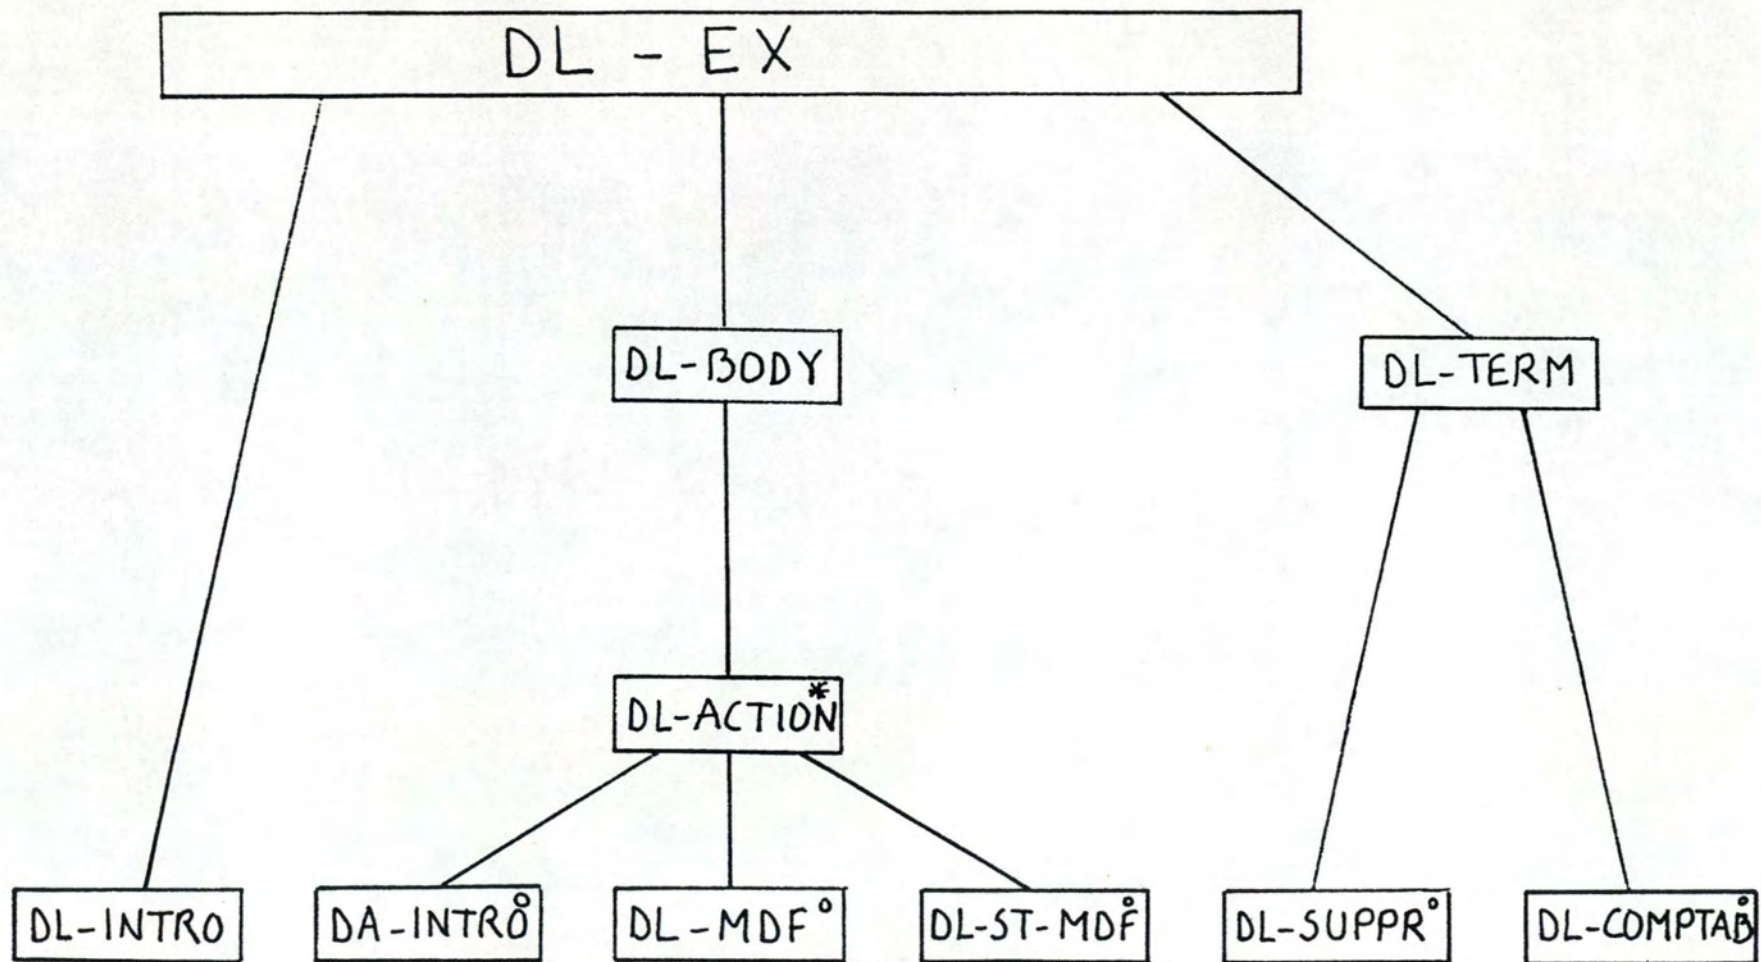 DL - EX
DL-BODY
DL-TERM
DL-ACTION*
DL-INTRO
DA-INTRO°
DL-MDF°
DL-ST-MDF°
DL-SUPPR°
DL-COMPTAB°